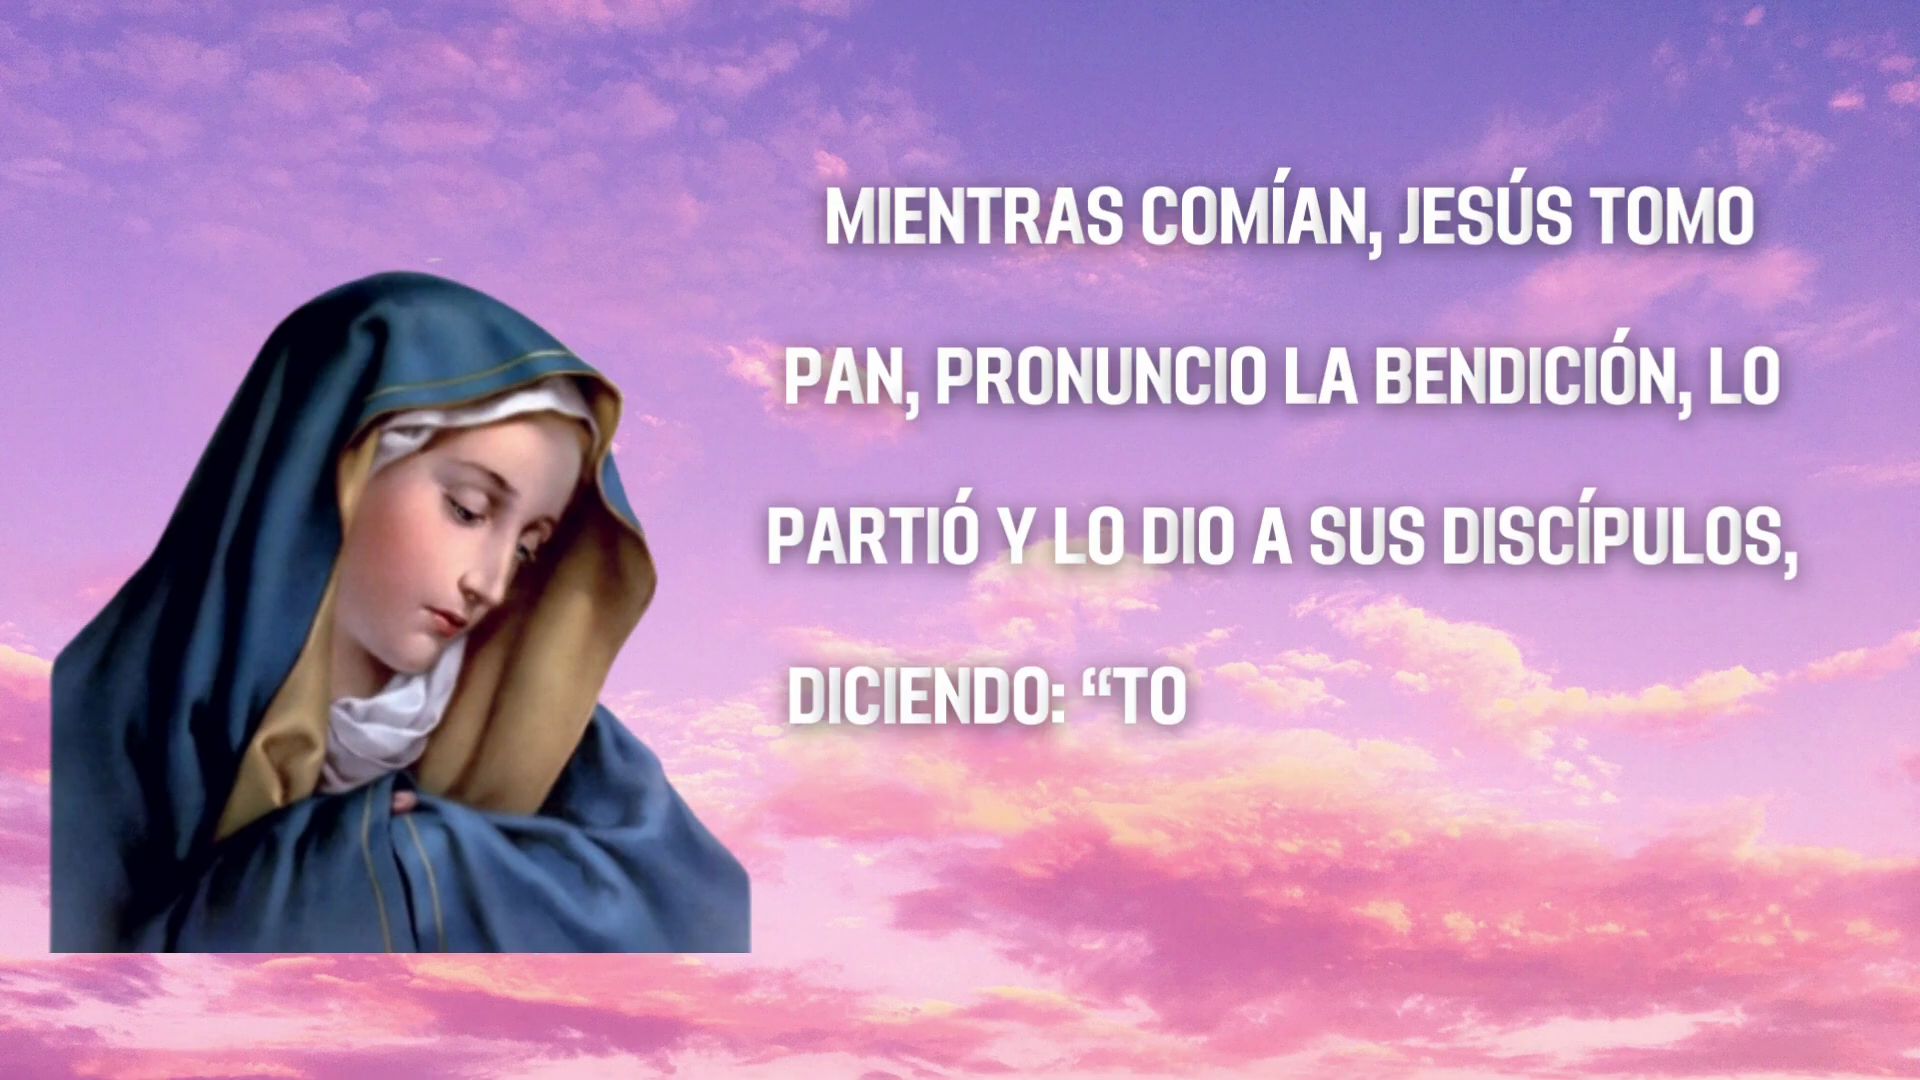 MIENTRAS COMÍAN, JESÚS TOMO
PAN, PRONUNCIO LA BENDICIÓN, LO
PARTIÓ Y LO DIO A SUS DISCÍPULOS,
DICIENDO: “TO